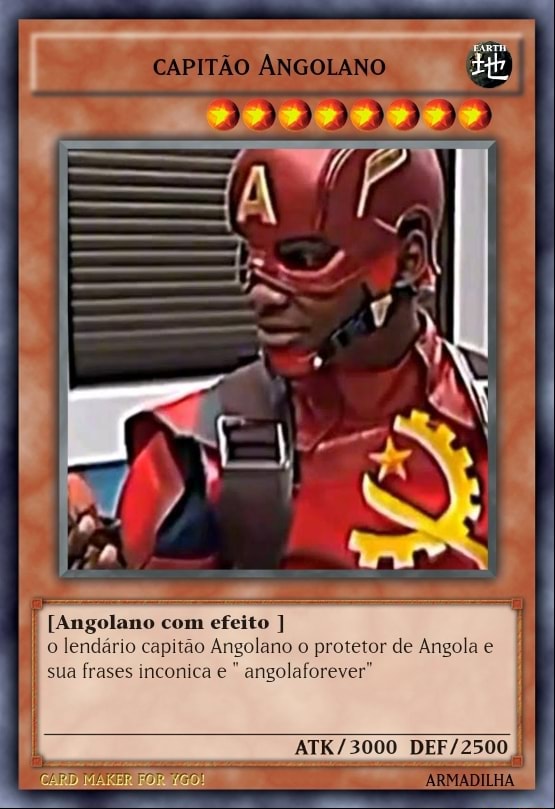 CAPITÃO ANGOLANO
EARTH
地
A P
[Angolano com efeito ]
o lendário capitão Angolano o protetor de Angola e
sua frases inconica e " angolaforever"
ATK/3000 DEF/2500
CARD MAKER FOR YGO! ARMADILHA